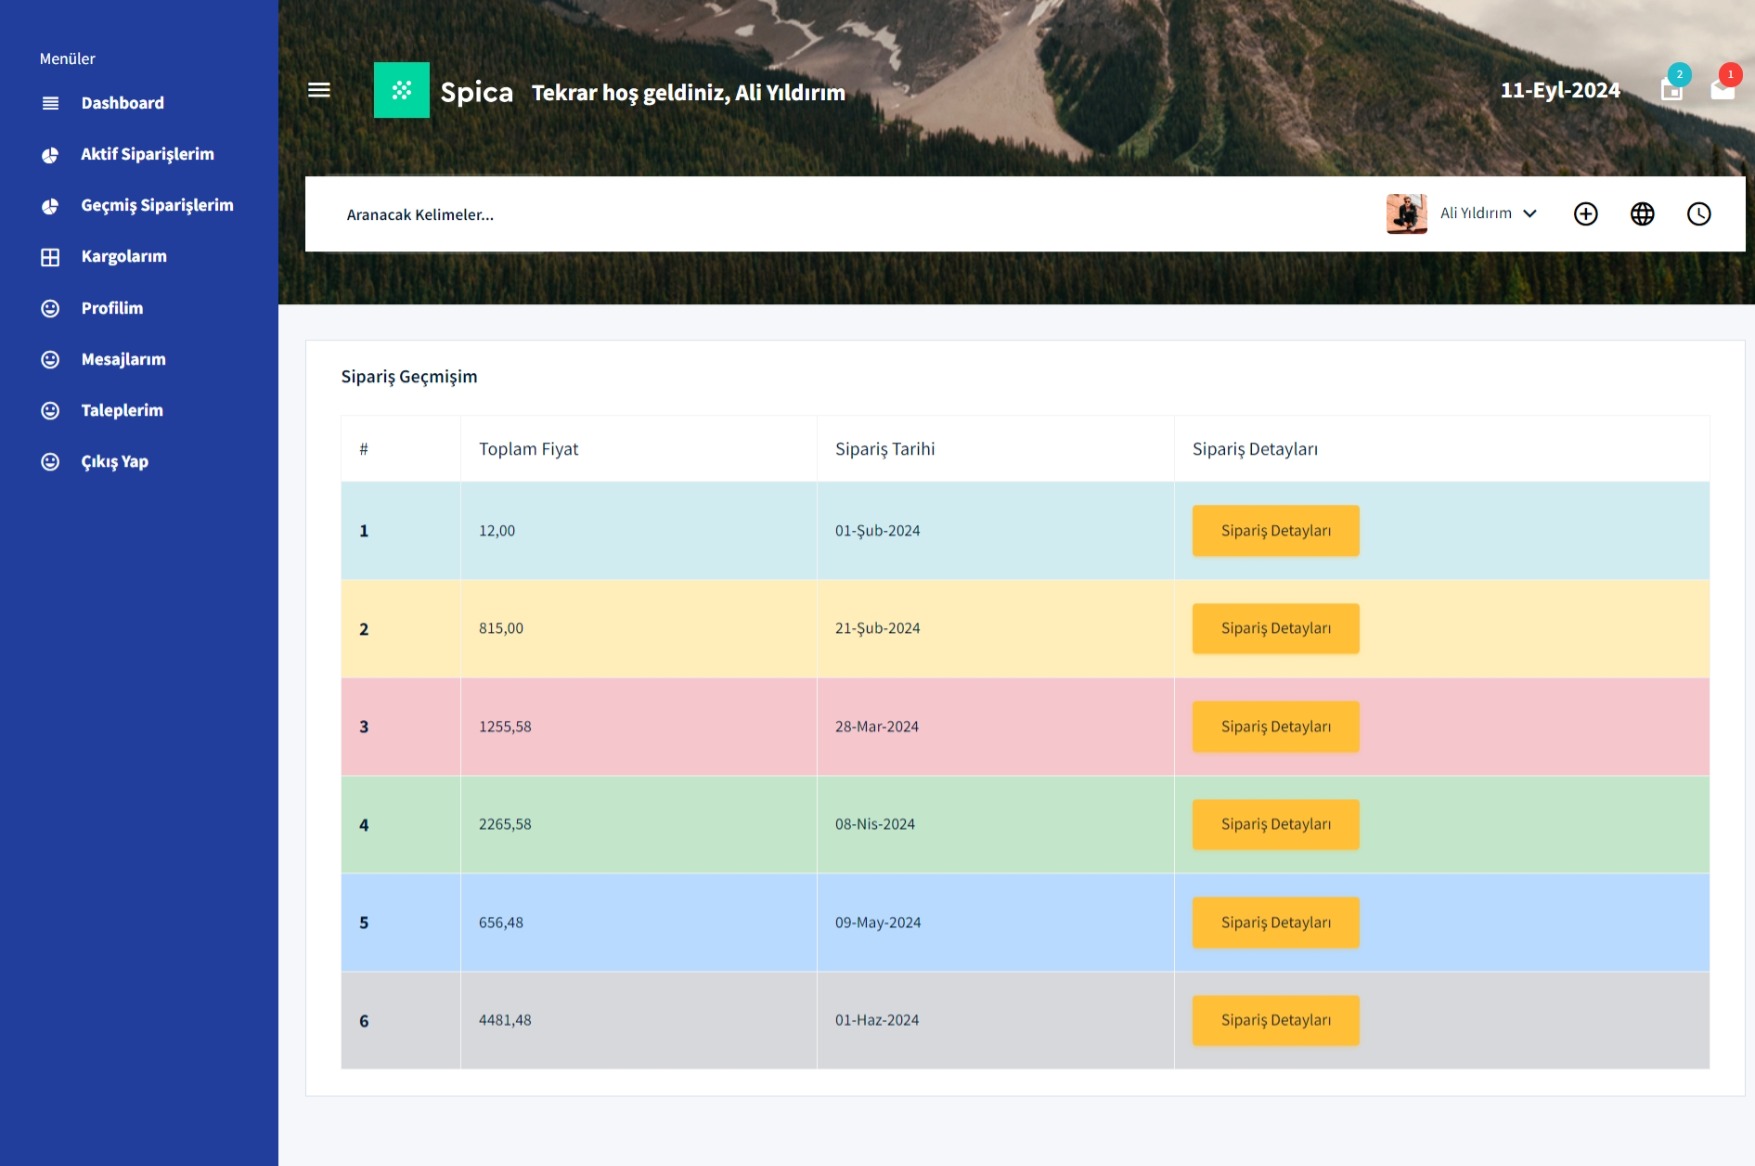 Menüler
Dashboard
Aktif Siparişlerim
Geçmiş Siparişlerim
Kargolarım
Profilim
Mesajlarım
Taleplerim
Çıkış Yap
Spica Tekrar hoş geldiniz, Ali Yıldırım
11-Eyl-2024 2 1
Aranacak Kelimeler...
Ali Yıldırım
Sipariş Geçmişim
# Toplam Fiyat Sipariş Tarihi Sipariş Detayları
1 12,00 01-Şub-2024 Sipariş Detayları
2 815,00 21-Şub-2024 Sipariş Detayları
3 1255,58 28-Mar-2024 Sipariş Detayları
4 2265,58 08-Nis-2024 Sipariş Detayları
5 656,48 09-May-2024 Sipariş Detayları
6 4481,48 01-Haz-2024 Sipariş Detayları